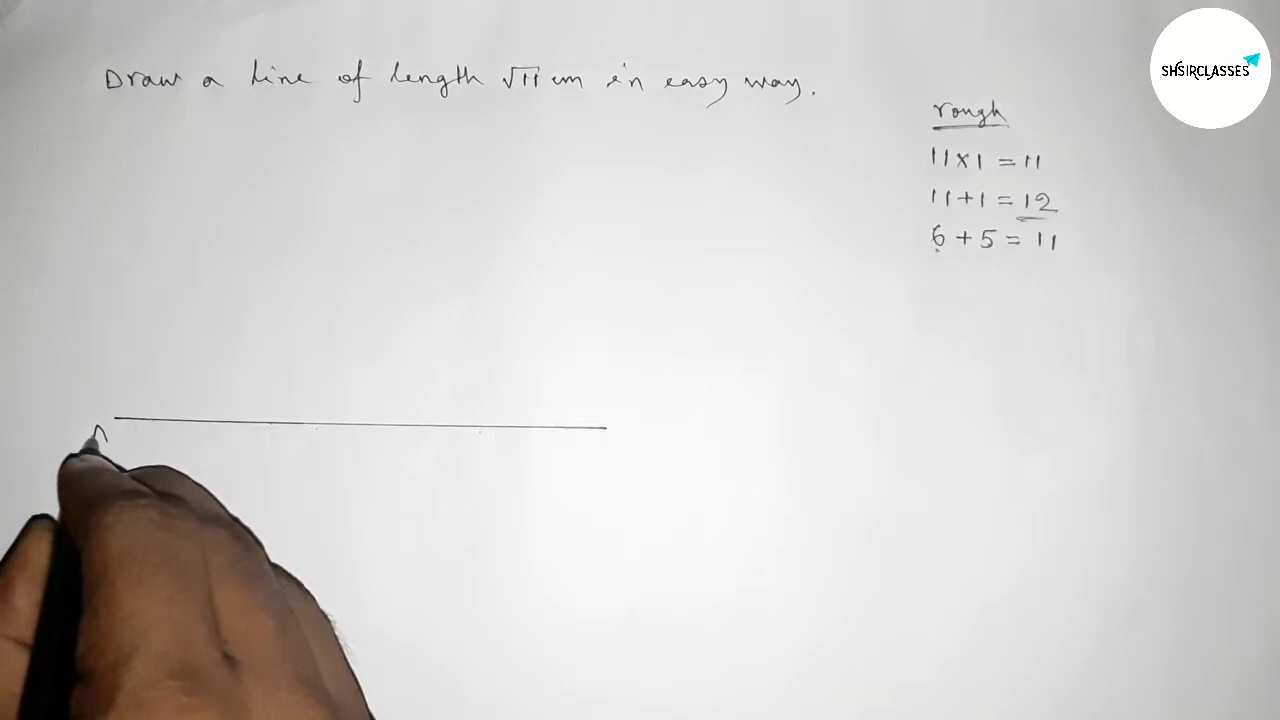 Draw a line of length √11 cm in easy way.
rough
11×1 = 11
11+1 = 12
6+5 = 11
A
SHSIRCLASSES